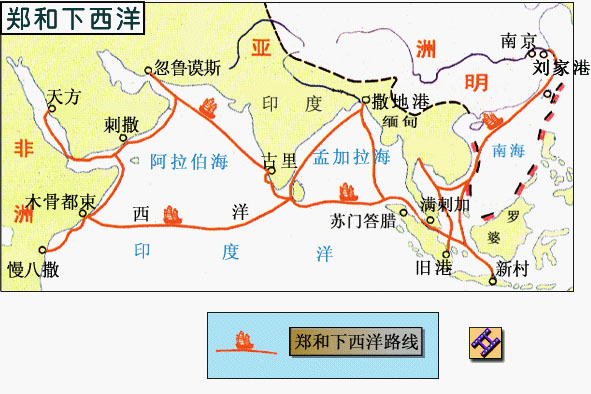 郑和下西洋
亚
洲
南京
刘家港
忽鲁谟斯
明
天方
印度
撒地港
缅甸
刺撒
非
洲
阿拉伯海
古里
孟加拉海
南海
木骨都束
西洋
苏门答腊
满剌加
罗
婆
印度洋
慢八撒
旧港
新村
郑和下西洋路线